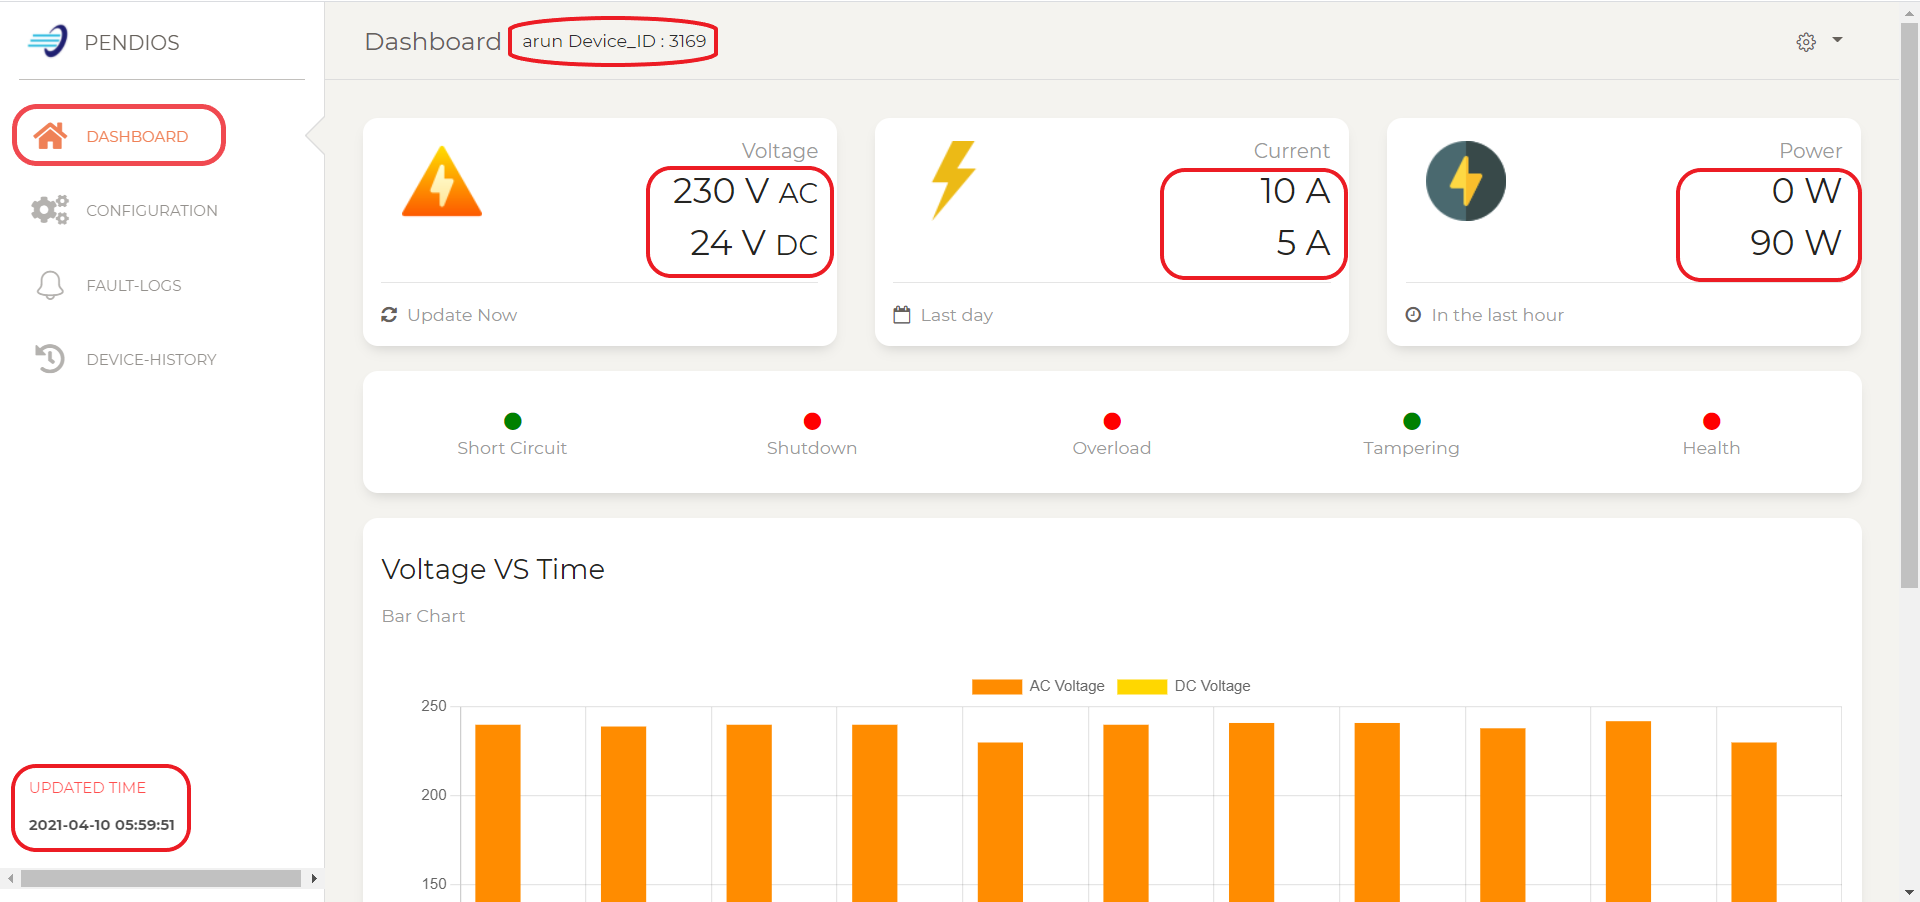 PENDIOS
DASHBOARD
CONFIGURATION
FAULT-LOGS
DEVICE-HISTORY
UPDATED TIME
2021-04-10 05:59:51
Dashboard arun Device_ID : 3169
Voltage
230 V AC
24 V DC
Update Now
Current
10 A
5 A
Last day
Power
0 W
90 W
In the last hour
Short Circuit
Shutdown
Overload
Tampering
Health
Voltage VS Time
Bar Chart
AC Voltage
DC Voltage
250
200
150